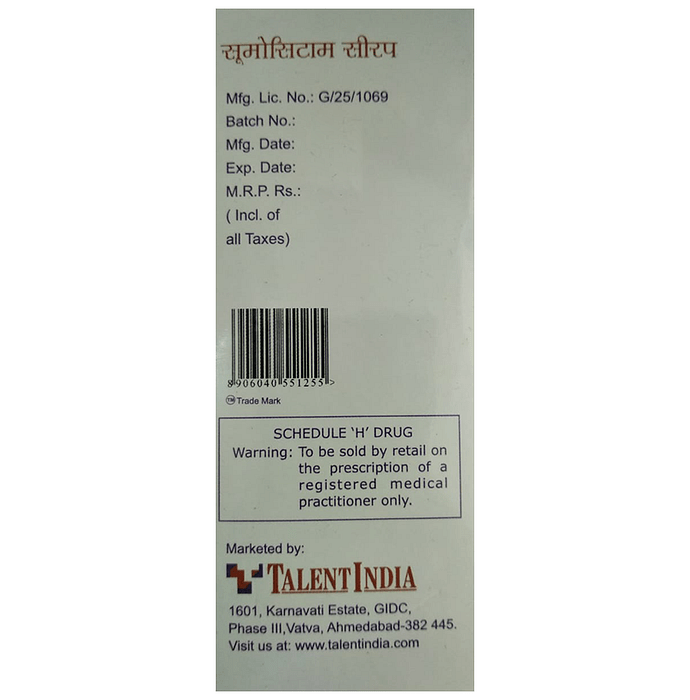 सूमोसिटाम सीरप
Mfg. Lic. No.: G/25/1069
Batch No.:
Mfg. Date:
Exp. Date:
M.R.P. Rs.:
( Incl. of
all Taxes)
8 906040 551255 >
TM Trade Mark
SCHEDULE 'H' DRUG
Warning: To be sold by retail on
the prescription of a
registered medical
practitioner only.
Marketed by:
TALENTINDIA
1601, Karnavati Estate, GIDC,
Phase III,Vatva, Ahmedabad-382 445.
Visit us at: www.talentindia.com